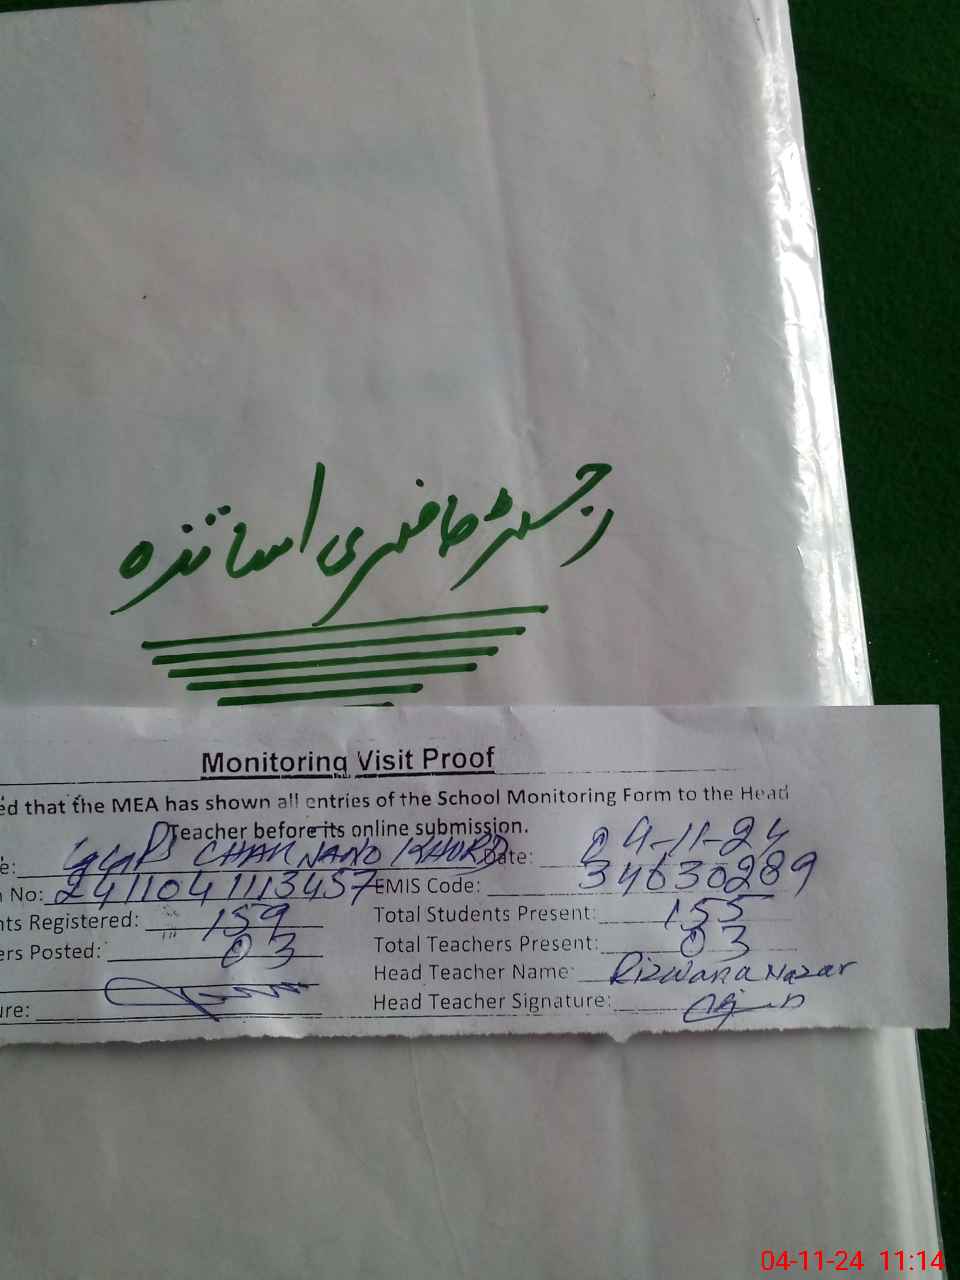 رجسٹر حاضری اساتذہ
Monitoring Visit Proof
ed that the MEA has shown all entries of the School Monitoring Form to the Head
Teacher before its online submission.
e: GGPS CHAK NANO KHORD Date: 04-11-24
n No: 2411041113457 EMIS Code: 34630289
nts Registered: 159 Total Students Present: 155
ers Posted: 03 Total Teachers Present: 03
Head Teacher Name: Rizwana Nazar
ure: Head Teacher Signature:
04-11-24 11:14